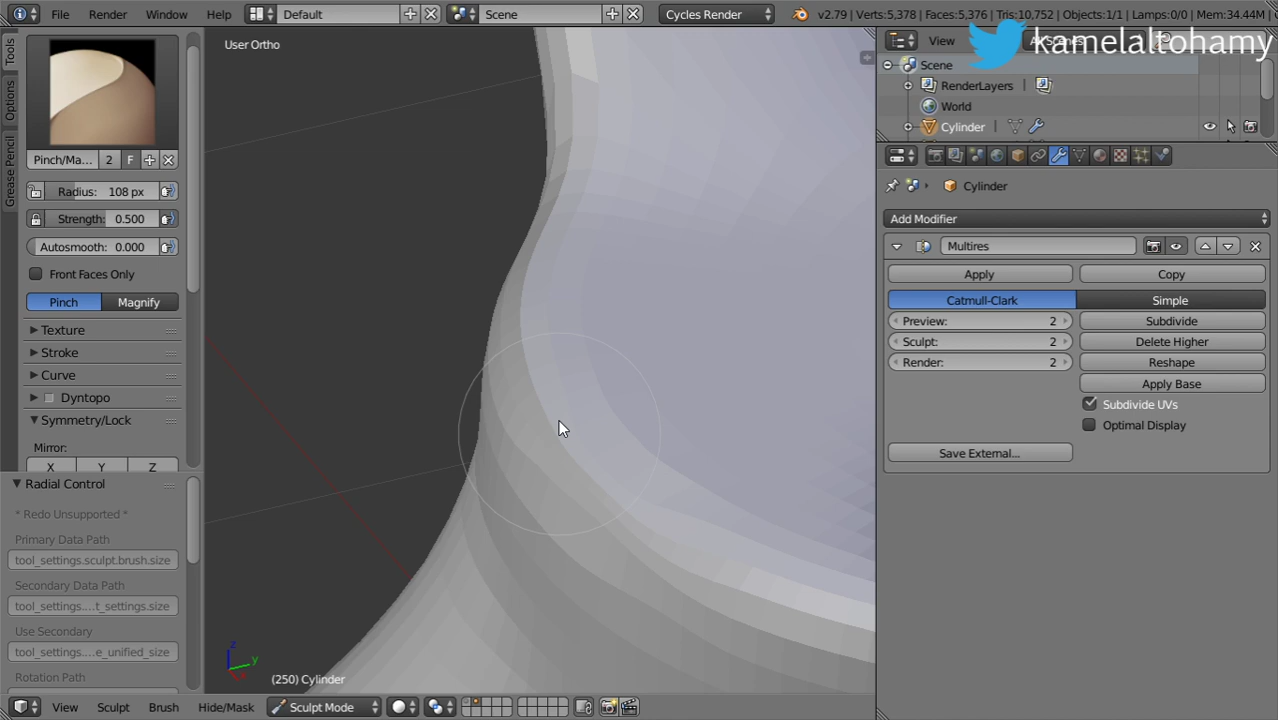 File Render Window Help Default Scene Cycles Render v2.79 | Verts:5,378 | Faces:5,376 | Tris:10,752 | Objects:1/1 | Lamps:0/0 | Mem:34.44M
View
kamelaltohamy
Scene
RenderLayers
World
Cylinder
Tools
Options
Grease Pencil
User Ortho
Pinch/Ma... 2 F
Radius: 108 px
Strength: 0.500
Autosmooth: 0.000
Front Faces Only
Pinch Magnify
Texture
Stroke
Curve
Dyntopo
Symmetry/Lock
Mirror:
X Y Z
Radial Control
* Redo Unsupported *
Primary Data Path
tool_settings.sculpt.brush.size
Secondary Data Path
tool_settings....t_settings.size
Use Secondary
tool_settings....e_unified_size
Rotation Path
z
y
x
(250) Cylinder
View Sculpt Brush Hide/Mask Sculpt Mode
Cylinder
Add Modifier
Multires
Apply Copy
Catmull-Clark Simple
Preview: 2 Subdivide
Sculpt: 2 Delete Higher
Render: 2 Reshape
Apply Base
Subdivide UVs
Optimal Display
Save External...